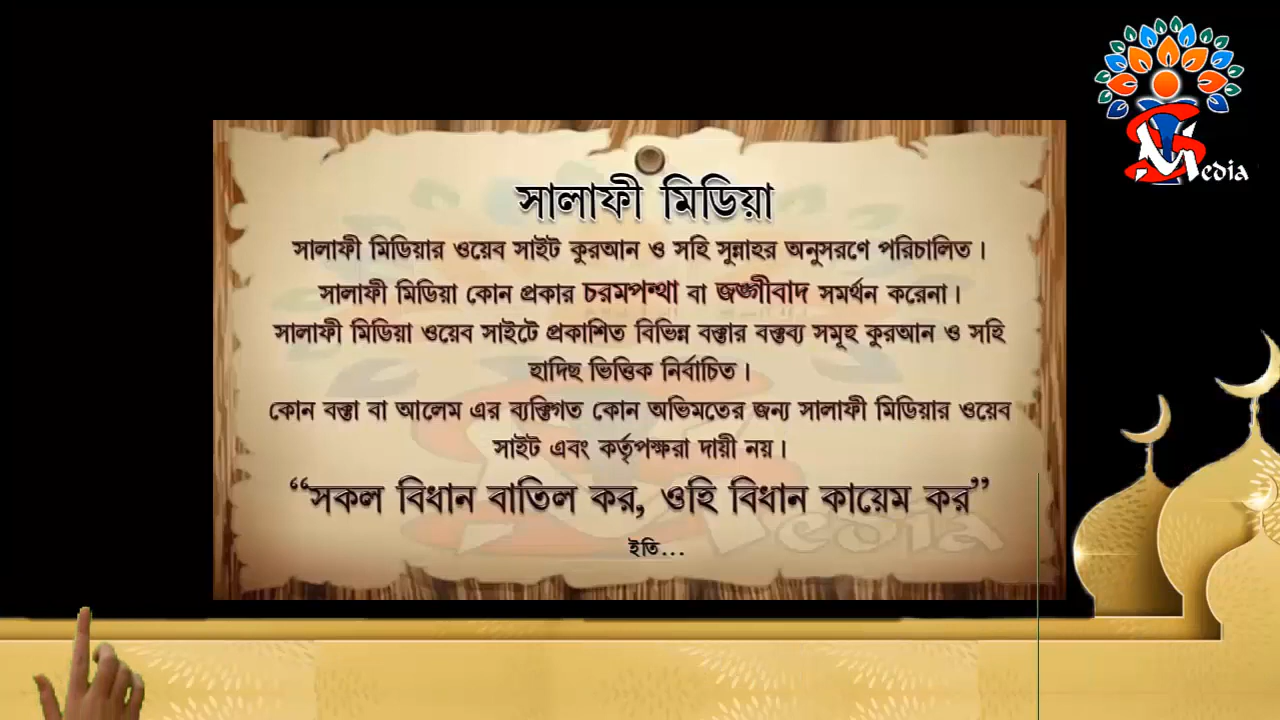 Media
সালাফী মিডিয়া
সালাফী মিডিয়ার ওয়েব সাইট কুরআন ও সহি সুন্নাহর অনুসরণে পরিচালিত।
সালাফী মিডিয়া কোন প্রকার চরমপন্থা বা জঙ্গীবাদ সমর্থন করেনা।
সালাফী মিডিয়া ওয়েব সাইটে প্রকাশিত বিভিন্ন বক্তার বক্তব্য সমূহ কুরআন ও সহি
হাদিছ ভিত্তিক নির্বাচিত।
কোন বক্তা বা আলেম এর ব্যক্তিগত কোন অভিমতের জন্য সালাফী মিডিয়ার ওয়েব
সাইট এবং কর্তৃপক্ষরা দায়ী নয়।
“সকল বিধান বাতিল কর, ওহি বিধান কায়েম কর”
ইতি...